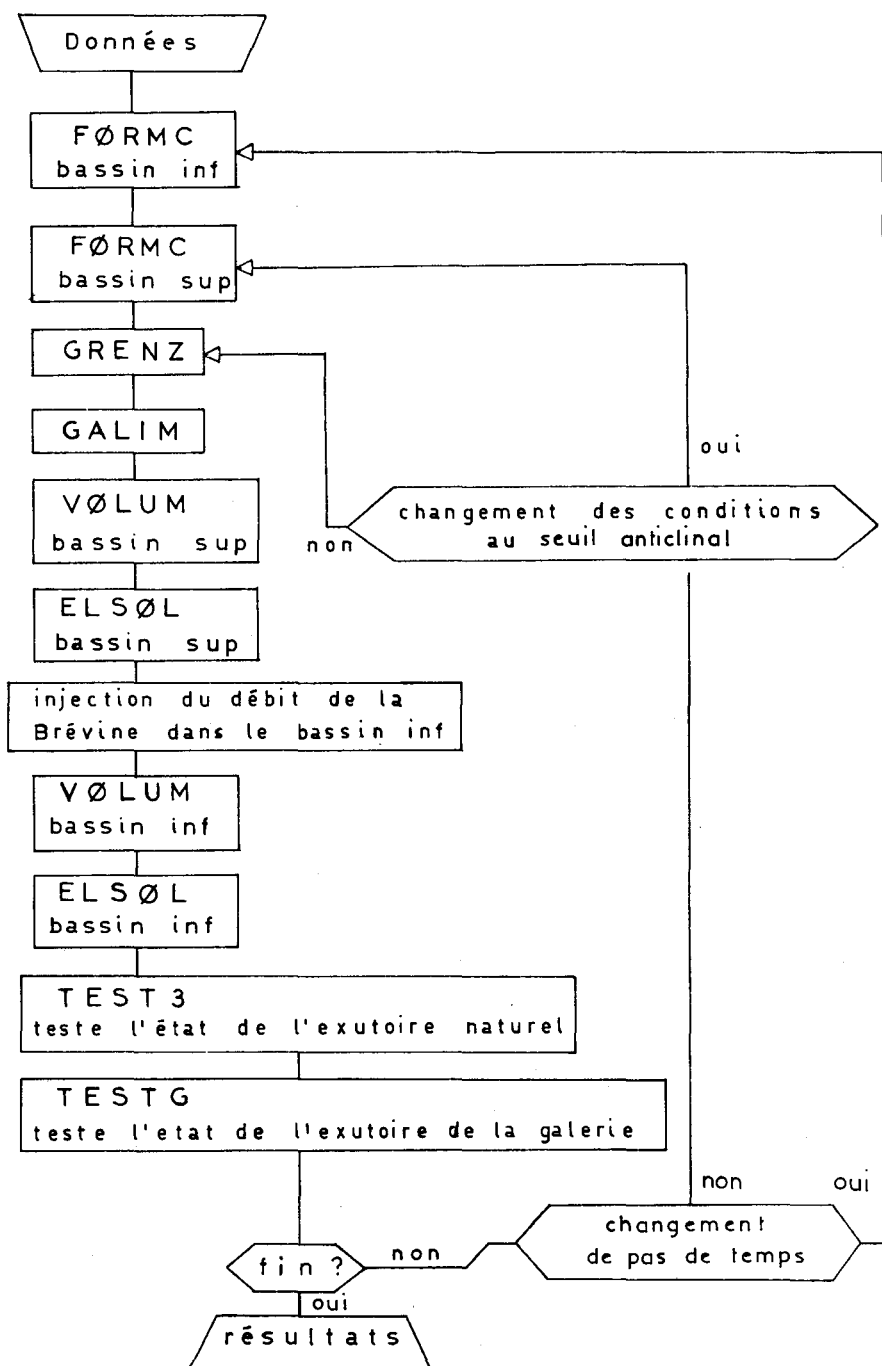 Données
FØRMC
bassin inf
FØRMC
bassin sup
GRENZ
GALIM
oui
VØLUM
bassin sup
changement des conditions
au seuil anticlinal
non
ELSØL
bassin sup
injection du débit de la
Brévine dans le bassin inf
VØLUM
bassin inf
ELSØL
bassin inf
TEST3
teste l'état de l'exutoire naturel
TESTG
teste l'etat de l'exutoire de la galerie
non oui
changement
de pas de temps
non
fin?
oui
résultats